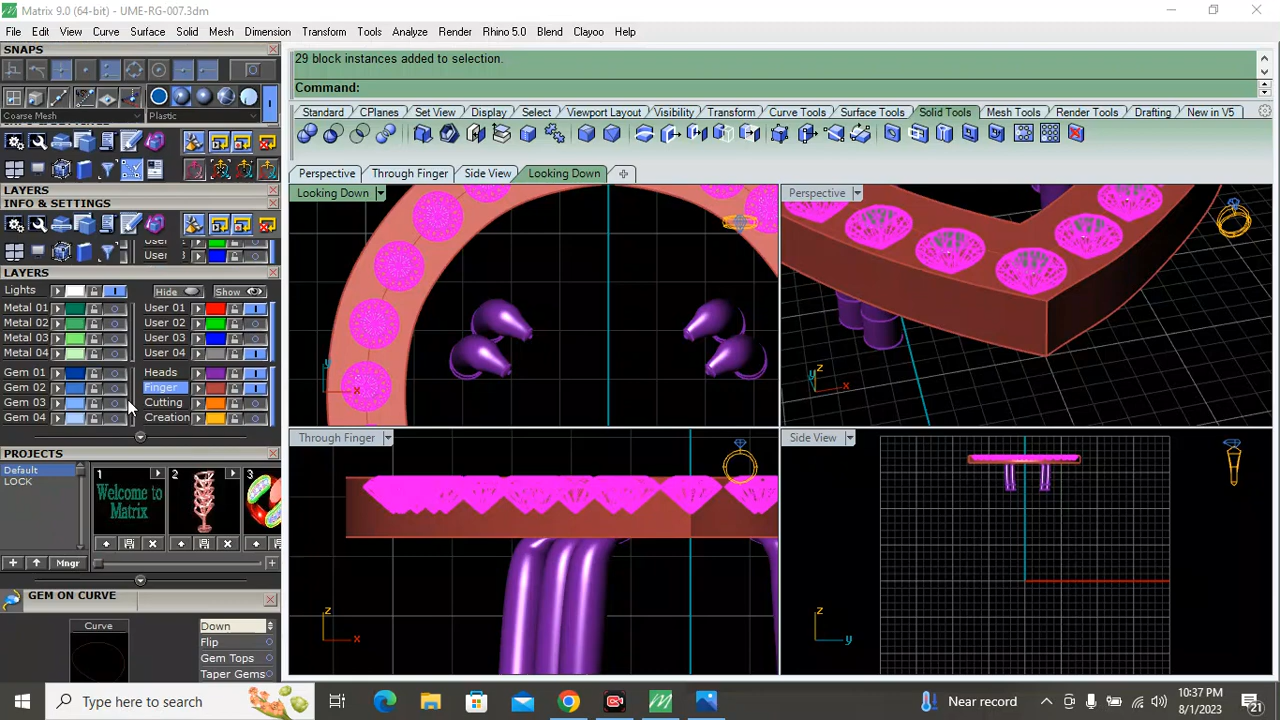 Matrix 9.0 (64-bit) - UME-RG-007.3dm
File Edit View Curve Surface Solid Mesh Dimension Transform Tools Analyze Render Rhino 5.0 Blend Clayoo Help
SNAPS
29 block instances added to selection.
Command:
Coarse Mesh Plastic
Standard CPlanes Set View Display Select Viewport Layout Visibility Transform Curve Tools Surface Tools Solid Tools Mesh Tools Render Tools Drafting New in V5
Perspective Through Finger Side View Looking Down
LAYERS
INFO & SETTINGS
Looking Down
Perspective
User 3
LAYERS
Lights Hide Show
Metal 01 User 01
Metal 02 User 02
Metal 03 User 03
Metal 04 User 04
Gem 01 Heads
Gem 02 Finger
Gem 03 Cutting
Gem 04 Creation
y x
z y x
Through Finger
Side View
PROJECTS
Default
LOCK
1 2 3
Welcome to Matrix
Mngr
GEM ON CURVE
Curve Down
Flip
Gem Tops
Taper Gems
z x
z y
Type here to search
Near record
10:37 PM
8/1/2023
21